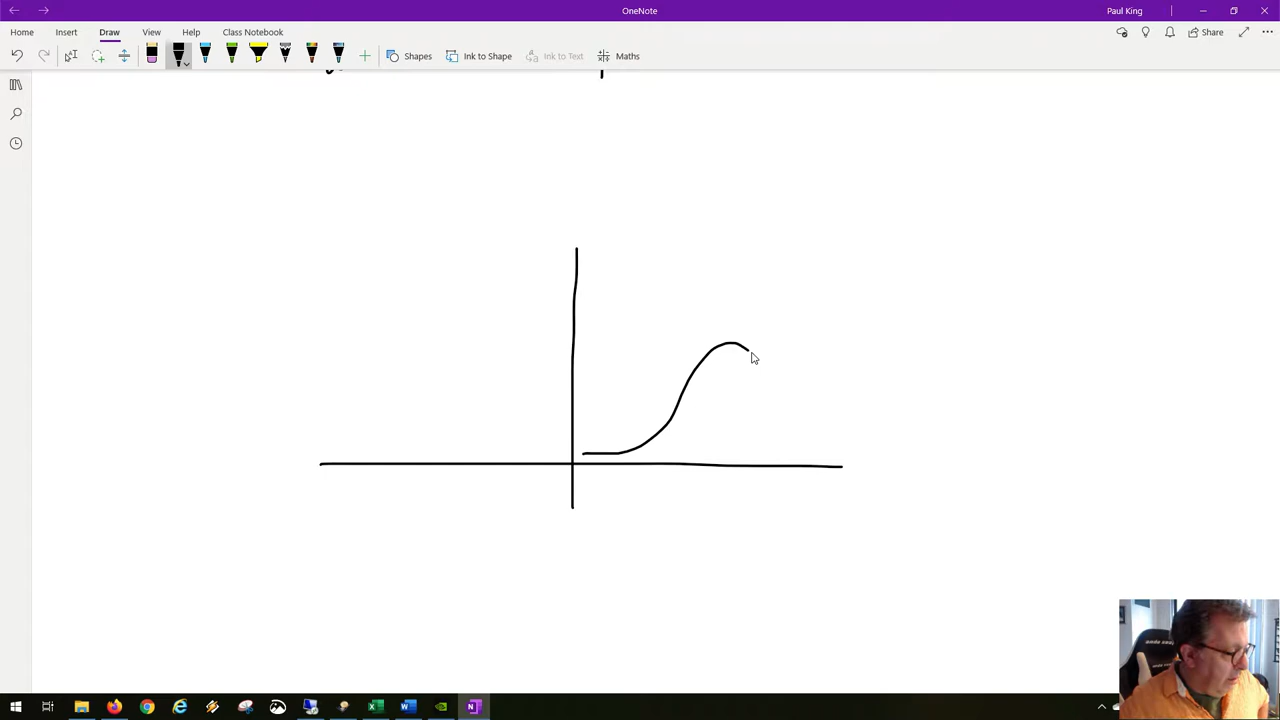 OneNote
Paul King
Home Insert Draw View Help Class Notebook
Share
Shapes Ink to Shape Ink to Text Maths